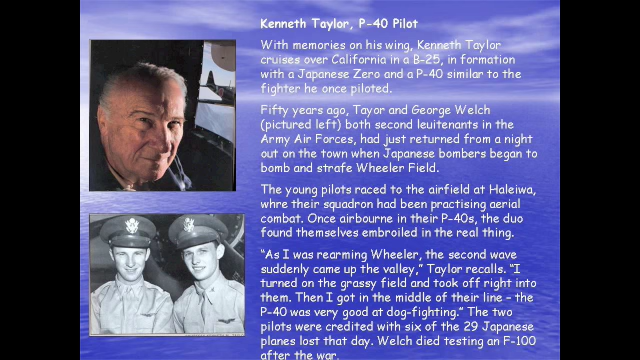 Kenneth Taylor, P-40 Pilot
With memories on his wing, Kenneth Taylor
cruises over California in a B-25, in formation
with a Japanese Zero and a P-40 similar to the
fighter he once piloted.
Fifty years ago, Tayor and George Welch
(pictured left) both second leuitenants in the
Army Air Forces, had just returned from a night
out on the town when Japanese bombers began to
bomb and strafe Wheeler Field.
The young pilots raced to the airfield at Haleiwa,
whre their squadron had been practising aerial
combat. Once airbourne in their P-40s, the duo
found themselves embroiled in the real thing.
“As I was rearming Wheeler, the second wave
suddenly came up the valley,” Taylor recalls. “I
turned on the grassy field and took off right into
them. Then I got in the middle of their line – the
P-40 was very good at dog-fighting.” The two
pilots were credited with six of the 29 Japanese
planes lost that day. Welch died testing an F-100
after the war.